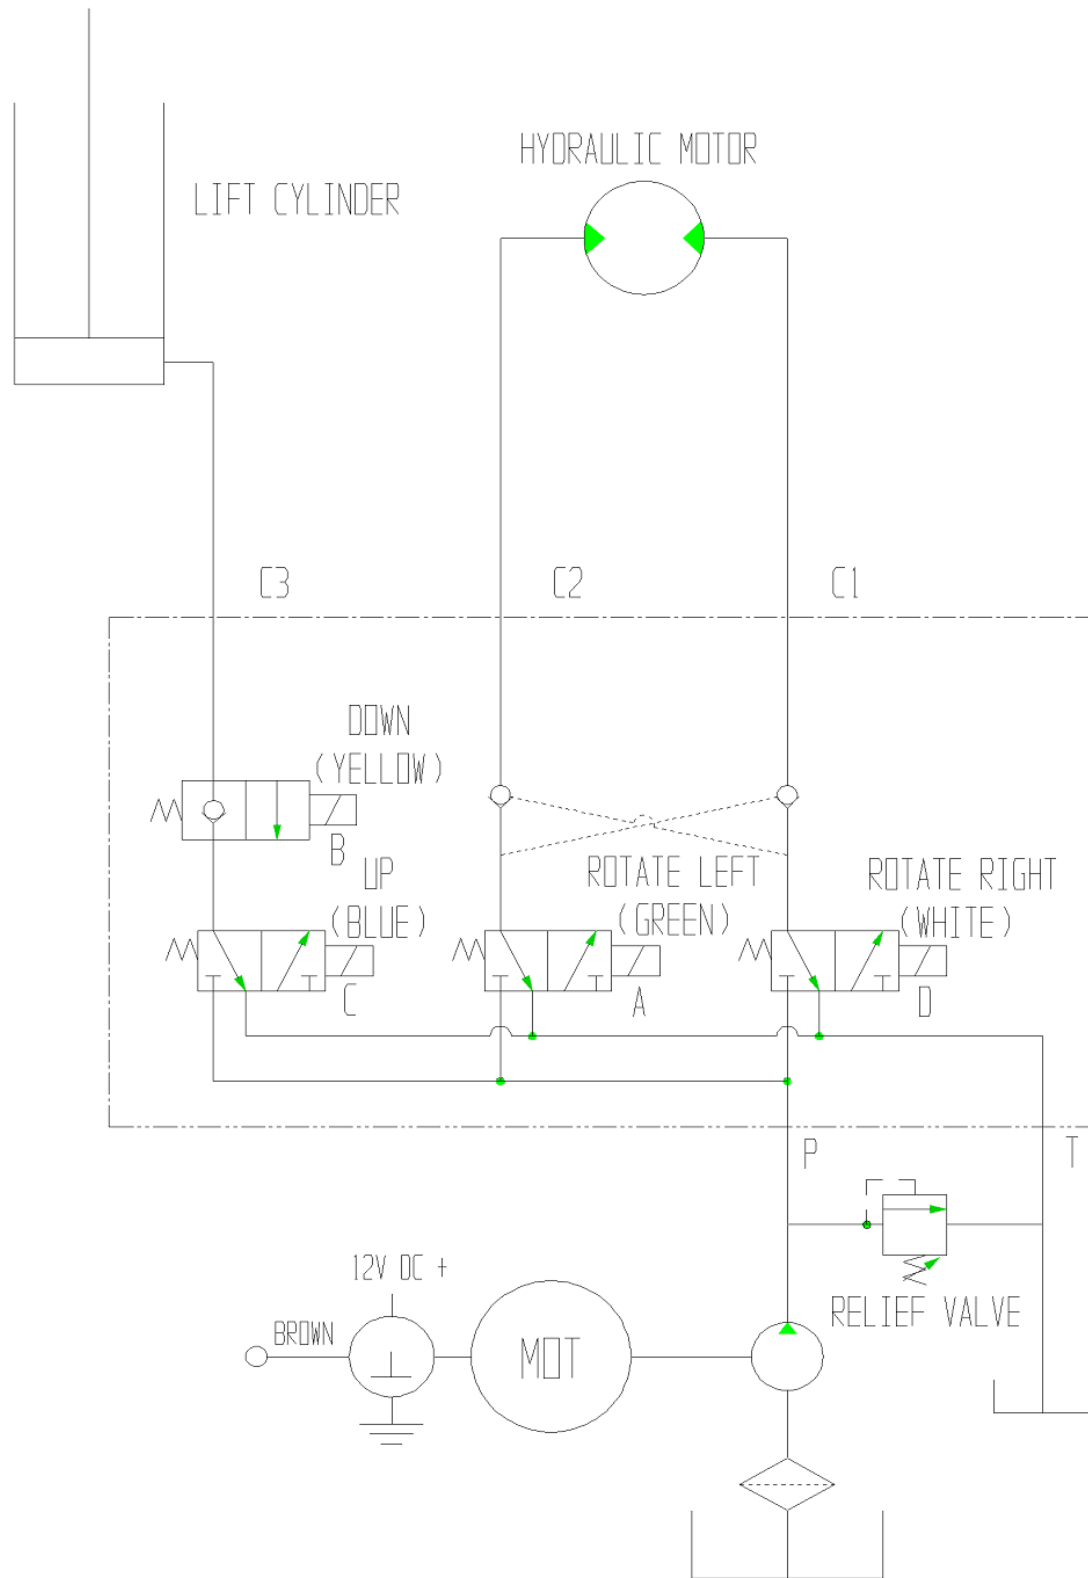 HYDRAULIC MOTOR
LIFT CYLINDER
C3
C2
C1
DOWN
(YELLOW)
B
UP
(BLUE)
C
ROTATE LEFT
(GREEN)
A
ROTATE RIGHT
(WHITE)
D
P
T
12V DC +
BROWN
MOT
RELIEF VALVE